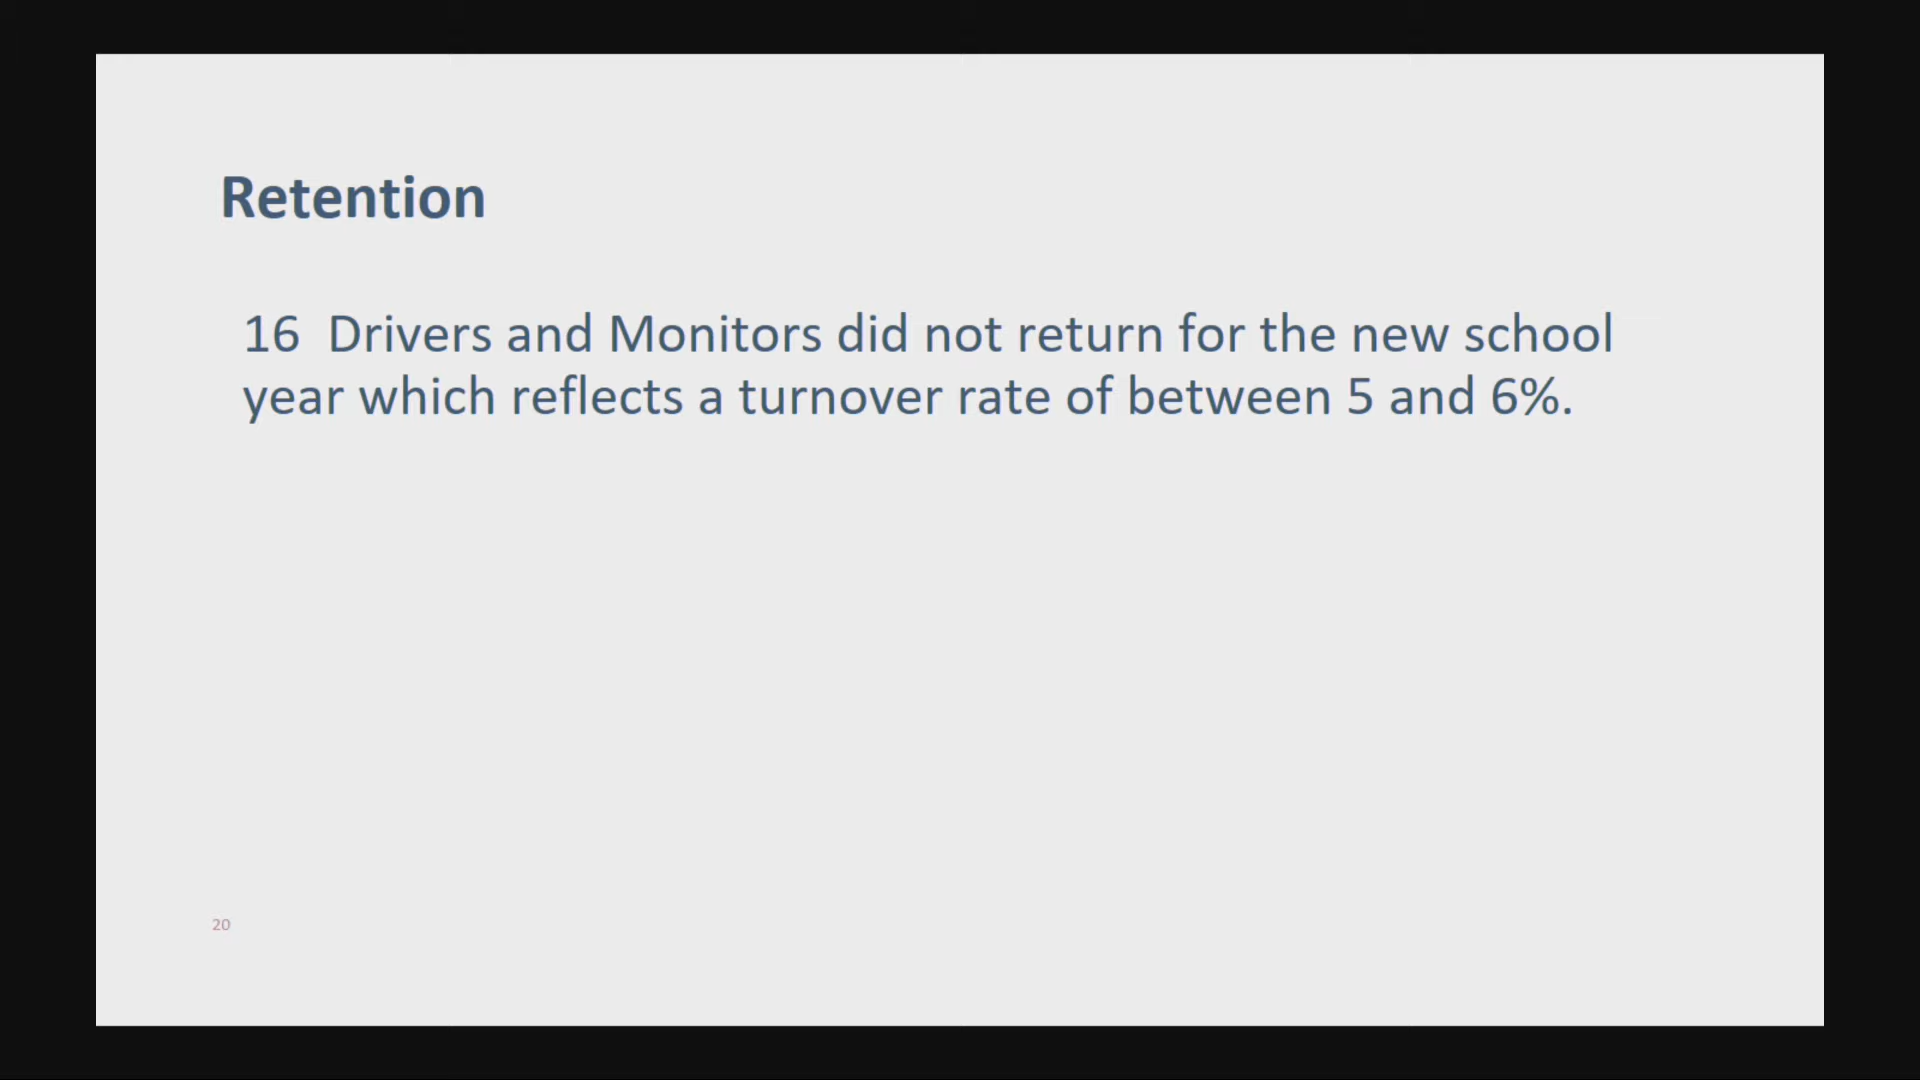 Retention
16  Drivers and Monitors did not return for the new school
year which reflects a turnover rate of between 5 and 6%.
20